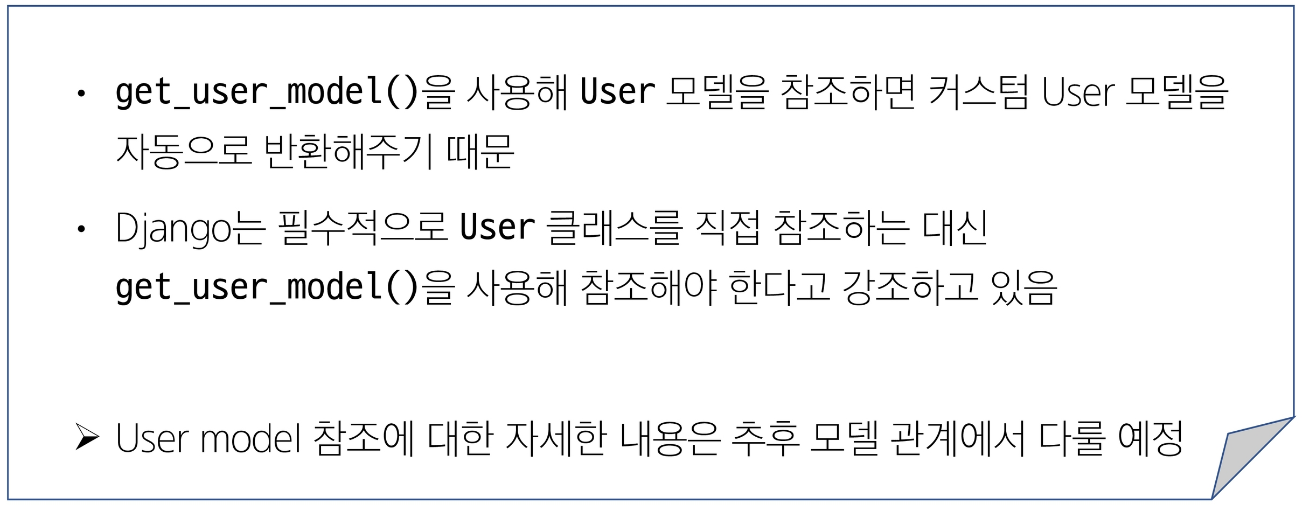 • get_user_model()을 사용해 User 모델을 참조하면 커스텀 User 모델을
자동으로 반환해주기 때문
• Django는 필수적으로 User 클래스를 직접 참조하는 대신
get_user_model()을 사용해 참조해야 한다고 강조하고 있음
➢ User model 참조에 대한 자세한 내용은 추후 모델 관계에서 다룰 예정